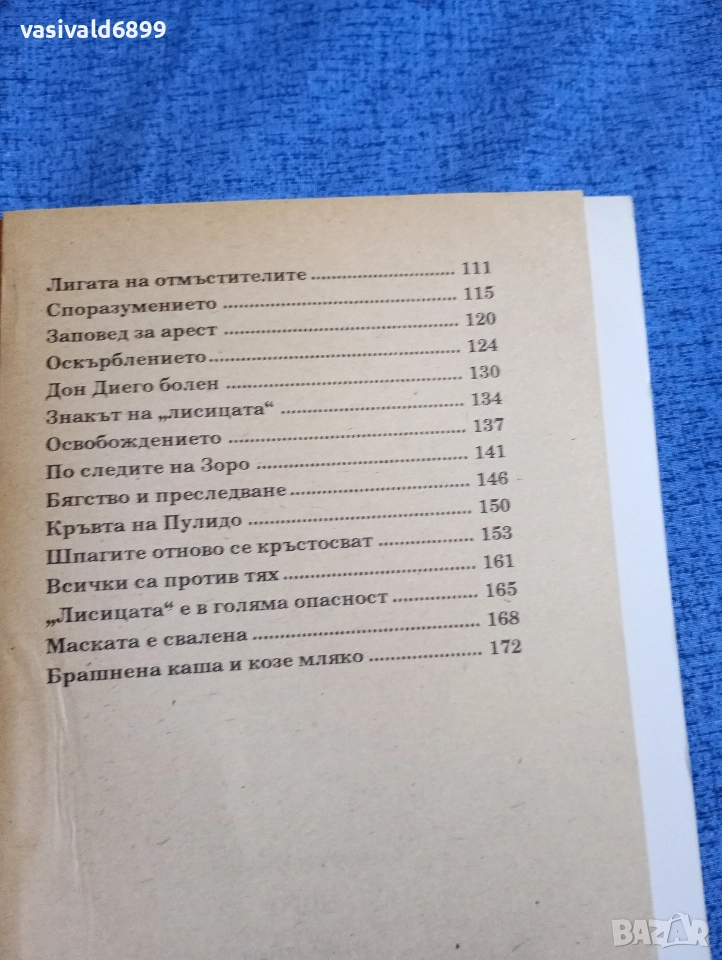 vasivald6899
Лигата на отмъстителите ........................ 111
Споразумението ........................ 115
Заповед за арест ........................ 120
Оскърблението ........................ 124
Дон Диего болен ........................ 130
Знакът на „лисицата“ ........................ 134
Освобождението ........................ 137
По следите на Зоро ........................ 141
Бягство и преследване ........................ 146
Кръвта на Пулидо ........................ 150
Шпагите отново се кръстосват ........................ 153
Всички са против тях ........................ 161
„Лисицата“ е в голяма опасност ........................ 165
Маската е свалена ........................ 168
Брашнена каша и козе мляко ........................ 172
BAZAR